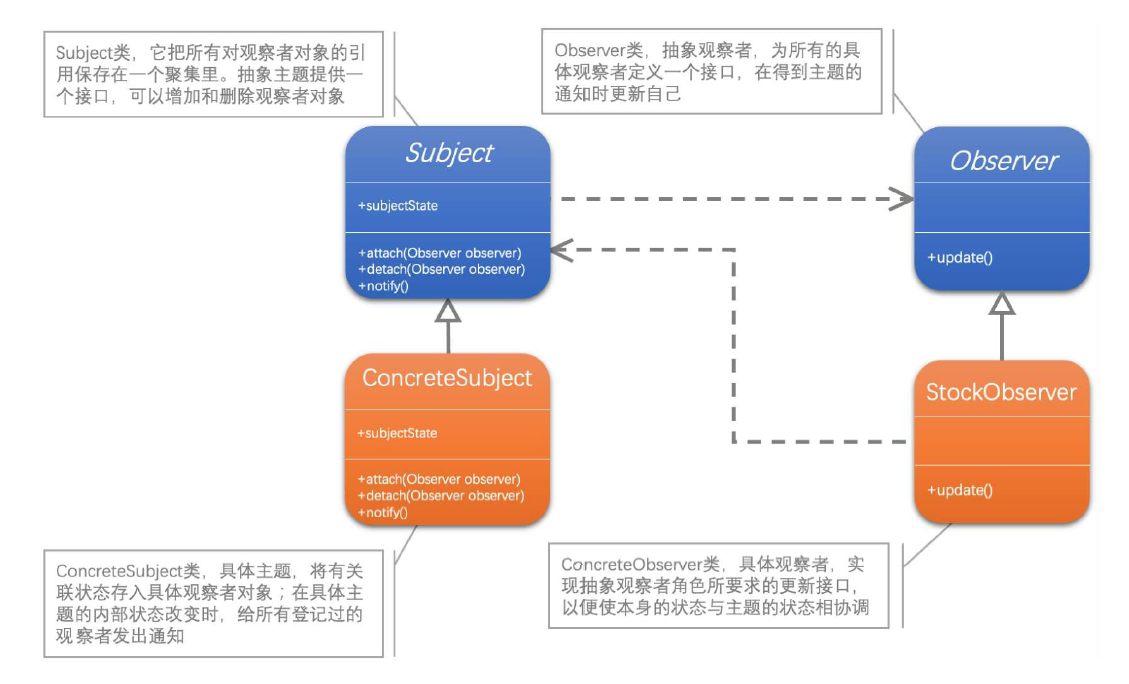 Subject类，它把所有对观察者对象的引
用保存在一个聚集里。抽象主题提供一
个接口，可以增加和删除观察者对象
Observer类，抽象观察者，为所有的具
体观察者定义一个接口，在得到主题的
通知时更新自己
Subject
+subjectState
+attach(Observer observer)
+detach(Observer observer)
+notify()
Observer
+update()
ConcreteSubject
+subjectState
+attach(Observer observer)
+detach(Observer observer)
+notify()
StockObserver
+update()
ConcreteSubject类，具体主题，将有关
联状态存入具体观察者对象；在具体主
题的内部状态改变时，给所有登记过的
观察者发出通知
ConcreteObserver类，具体观察者，实
现抽象观察者角色所要求的更新接口，
以便使本身的状态与主题的状态相协调